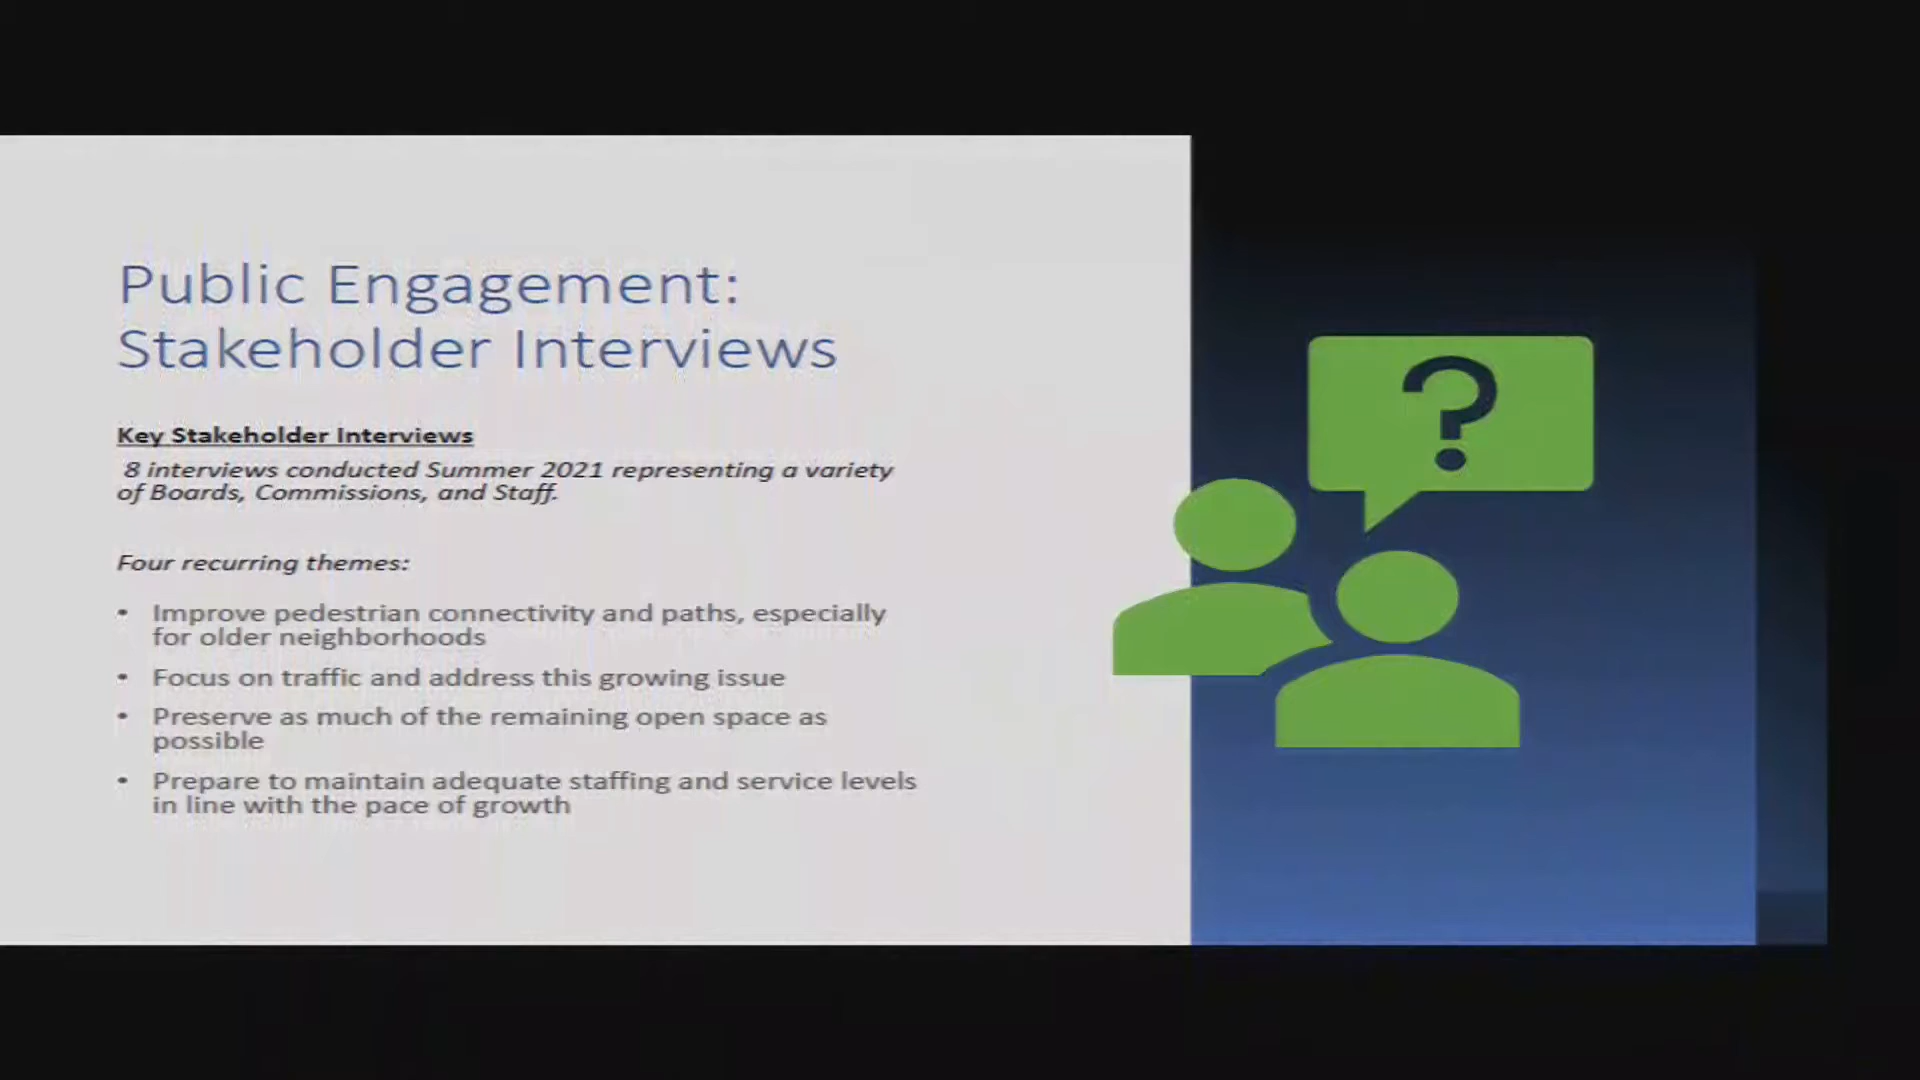 Public Engagement:
Stakeholder Interviews
Key Stakeholder Interviews
8 interviews conducted Summer 2021 representing a variety
of Boards, Commissions, and Staff.
Four recurring themes:
• Improve pedestrian connectivity and paths, especially
for older neighborhoods
• Focus on traffic and address this growing issue
• Preserve as much of the remaining open space as
possible
• Prepare to maintain adequate staffing and service levels
in line with the pace of growth
?